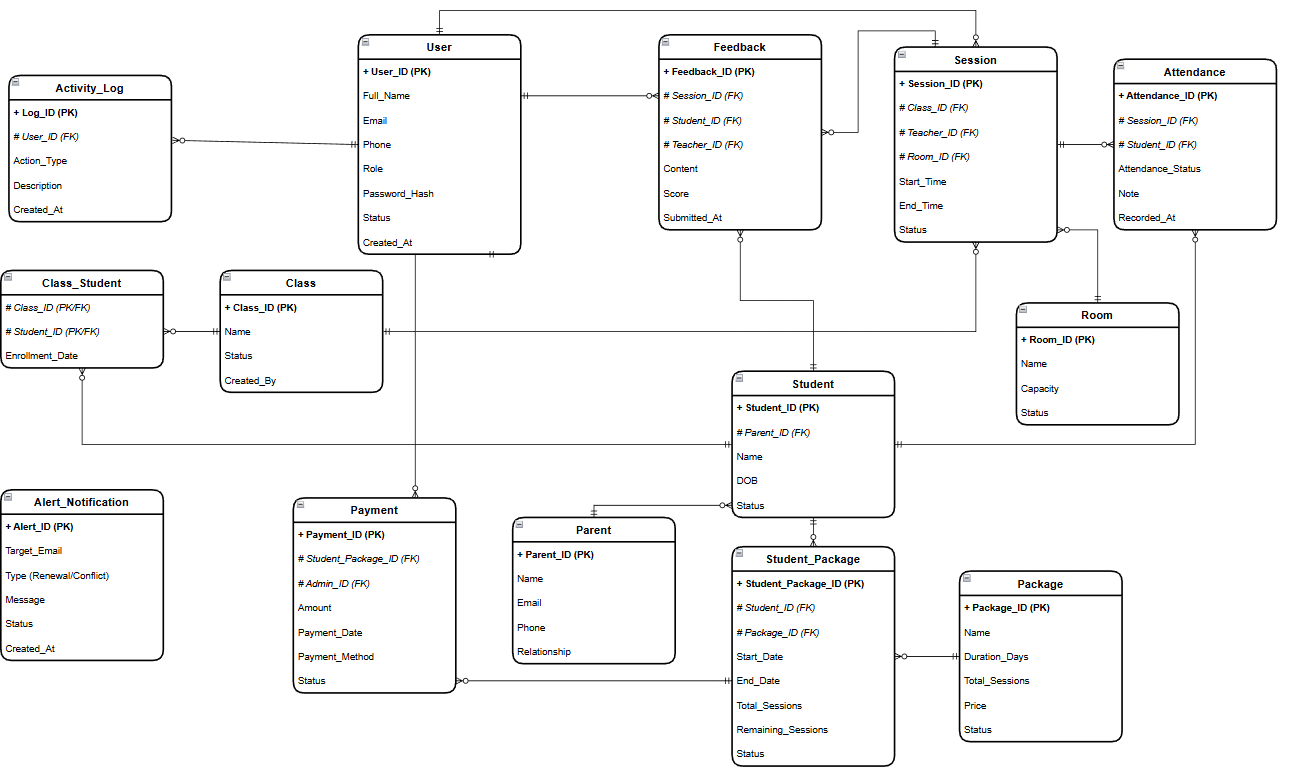 User
+ User_ID (PK)
Full_Name
Email
Phone
Role
Password_Hash
Status
Created_At
Feedback
+ Feedback_ID (PK)
# Session_ID (FK)
# Student_ID (FK)
# Teacher_ID (FK)
Content
Score
Submitted_At
Session
+ Session_ID (PK)
# Class_ID (FK)
# Teacher_ID (FK)
# Room_ID (FK)
Start_Time
End_Time
Status
Attendance
+ Attendance_ID (PK)
# Session_ID (FK)
# Student_ID (FK)
Attendance_Status
Note
Recorded_At
Activity_Log
+ Log_ID (PK)
# User_ID (FK)
Action_Type
Description
Created_At
Class_Student
# Class_ID (PK/FK)
# Student_ID (PK/FK)
Enrollment_Date
Class
+ Class_ID (PK)
Name
Status
Created_By
Room
+ Room_ID (PK)
Name
Capacity
Status
Student
+ Student_ID (PK)
# Parent_ID (FK)
Name
DOB
Status
Alert_Notification
+ Alert_ID (PK)
Target_Email
Type (Renewal/Conflict)
Message
Status
Created_At
Payment
+ Payment_ID (PK)
# Student_Package_ID (FK)
# Admin_ID (FK)
Amount
Payment_Date
Payment_Method
Status
Parent
+ Parent_ID (PK)
Name
Email
Phone
Relationship
Student_Package
+ Student_Package_ID (PK)
# Student_ID (FK)
# Package_ID (FK)
Start_Date
End_Date
Total_Sessions
Remaining_Sessions
Status
Package
+ Package_ID (PK)
Name
Duration_Days
Total_Sessions
Price
Status